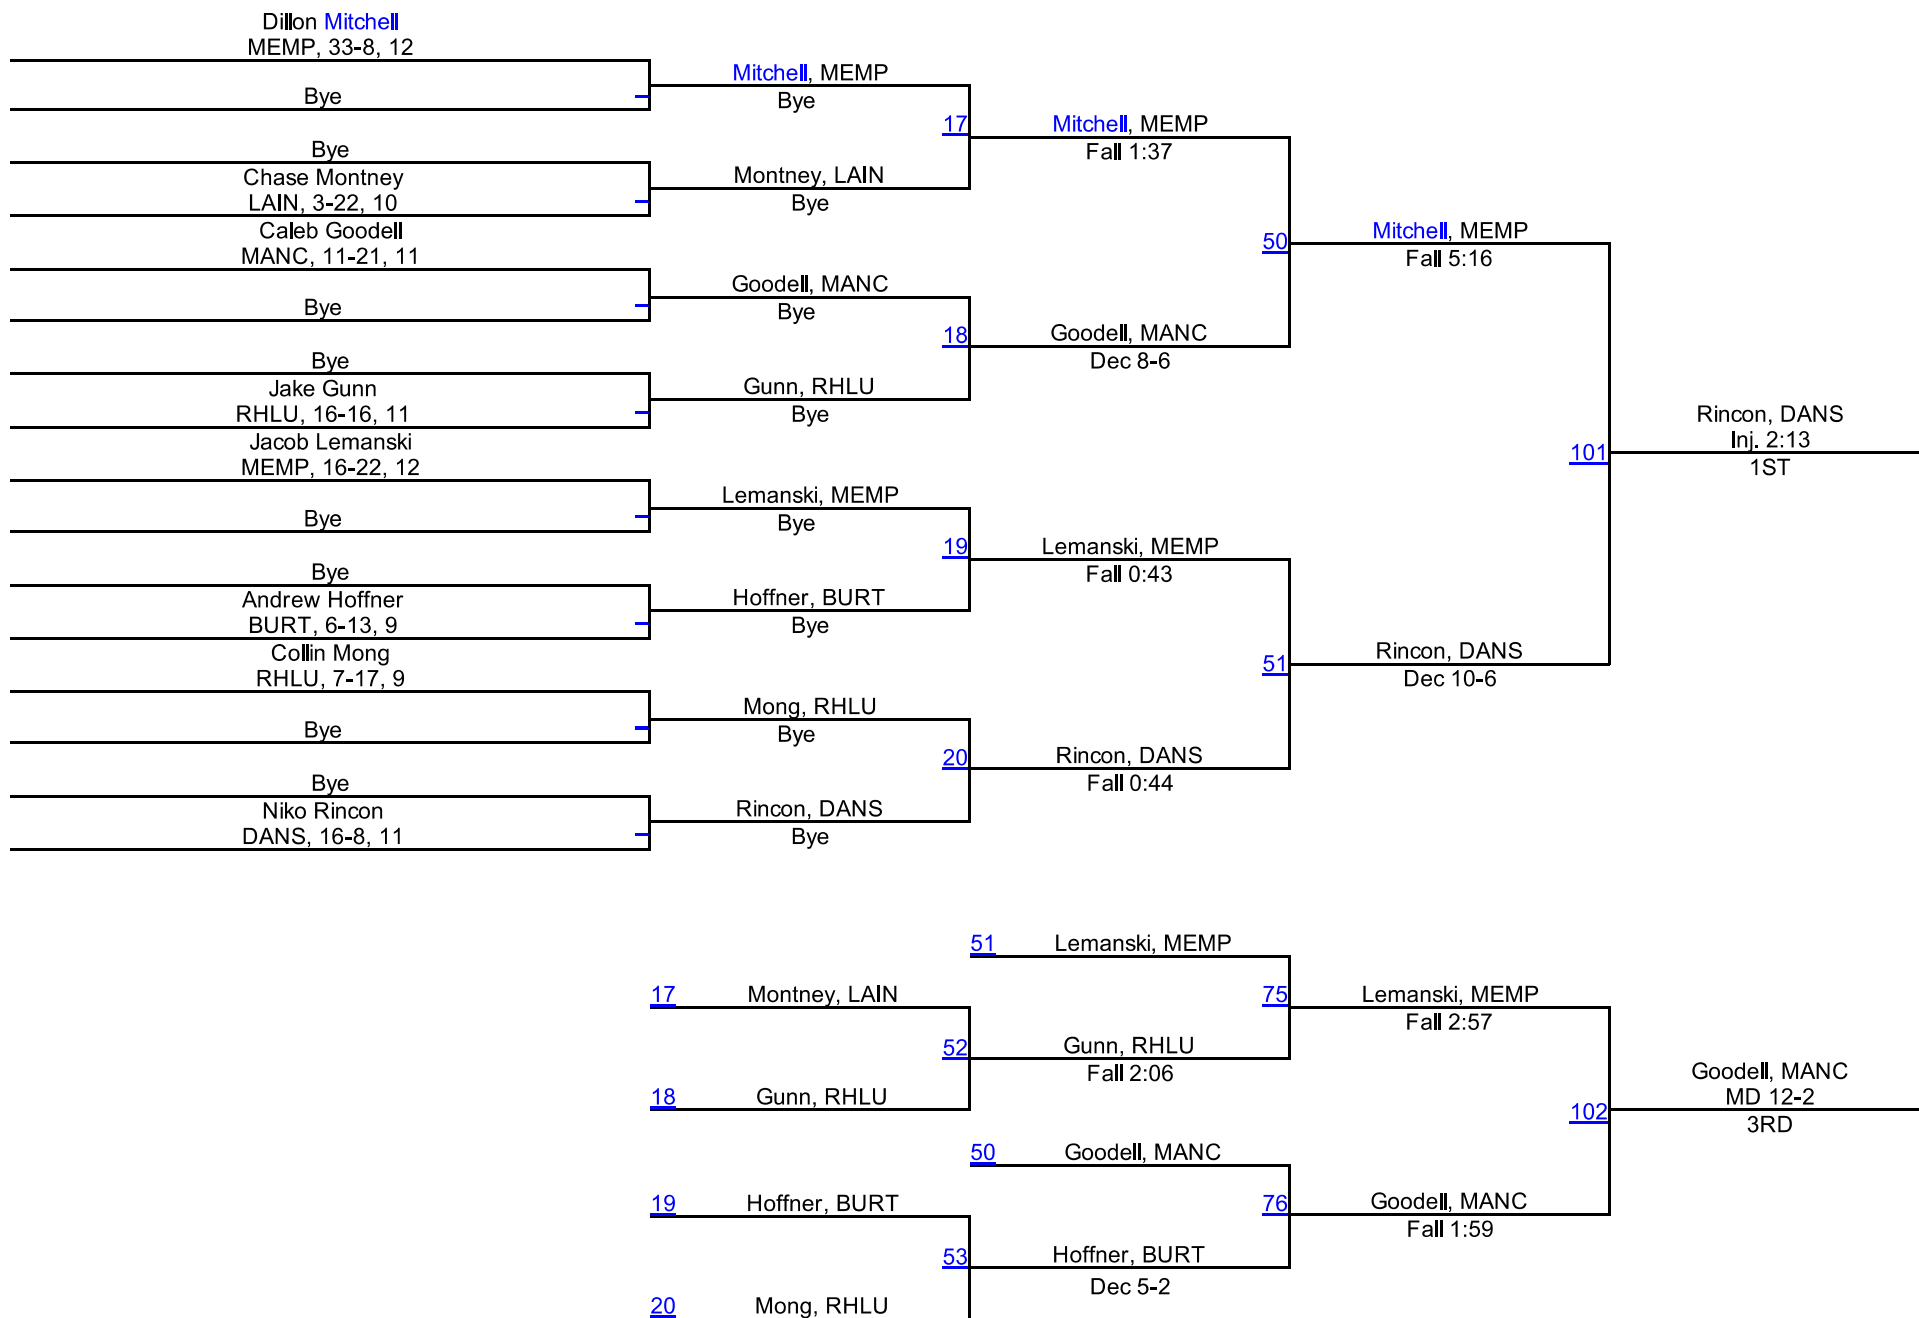 Dillon Mitchell
MEMP, 33-8, 12
Bye
Bye
Chase Montney
LAIN, 3-22, 10
Caleb Goodell
MANC, 11-21, 11
Bye
Bye
Jake Gunn
RHLU, 16-16, 11
Jacob Lemanski
MEMP, 16-22, 12
Bye
Bye
Andrew Hoffner
BURT, 6-13, 9
Collin Mong
RHLU, 7-17, 9
Bye
Bye
Niko Rincon
DANS, 16-8, 11
Mitchell, MEMP
Bye
17
Montney, LAIN
Bye
Goodell, MANC
Bye
18
Gunn, RHLU
Bye
Lemanski, MEMP
Bye
19
Hoffner, BURT
Bye
Mong, RHLU
Bye
20
Rincon, DANS
Bye
Mitchell, MEMP
Fall 1:37
50
Goodell, MANC
Dec 8-6
Lemanski, MEMP
Fall 0:43
51
Rincon, DANS
Fall 0:44
Mitchell, MEMP
Fall 5:16
101
Rincon, DANS
Dec 10-6
Rincon, DANS
Inj. 2:13
1ST
17
Montney, LAIN
52
18
Gunn, RHLU
19
Hoffner, BURT
53
20
Mong, RHLU
51
Lemanski, MEMP
75
Gunn, RHLU
Fall 2:06
50
Goodell, MANC
76
Hoffner, BURT
Dec 5-2
Lemanski, MEMP
Fall 2:57
102
Goodell, MANC
Fall 1:59
Goodell, MANC
MD 12-2
3RD